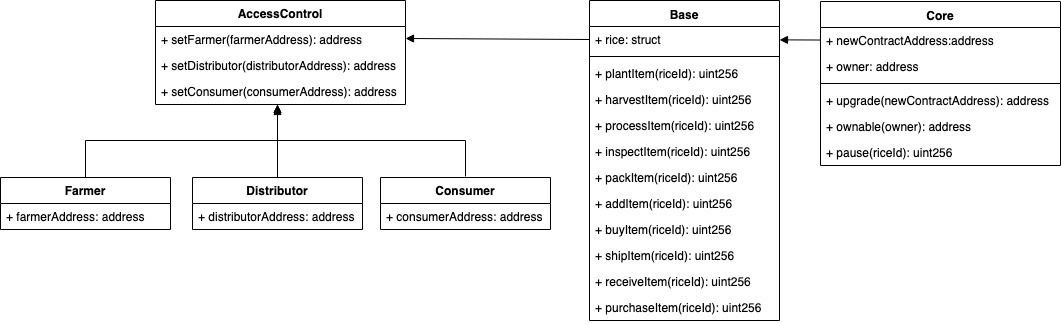 AccessControl
+ setFarmer(farmerAddress): address
+ setDistributor(distributorAddress): address
+ setConsumer(consumerAddress): address
Farmer
+ farmerAddress: address
Distributor
+ distributorAddress: address
Consumer
+ consumerAddress: address
Base
+ rice: struct
+ plantItem(riceId): uint256
+ harvestItem(riceId): uint256
+ processItem(riceId): uint256
+ inspectItem(riceId): uint256
+ packItem(riceId): uint256
+ addItem(riceId): uint256
+ buyItem(riceId): uint256
+ shipItem(riceId): uint256
+ receiveItem(riceId): uint256
+ purchaseItem(riceId): uint256
Core
+ newContractAddress:address
+ owner: address
+ upgrade(newContractAddress): address
+ ownable(owner): address
+ pause(riceId): uint256